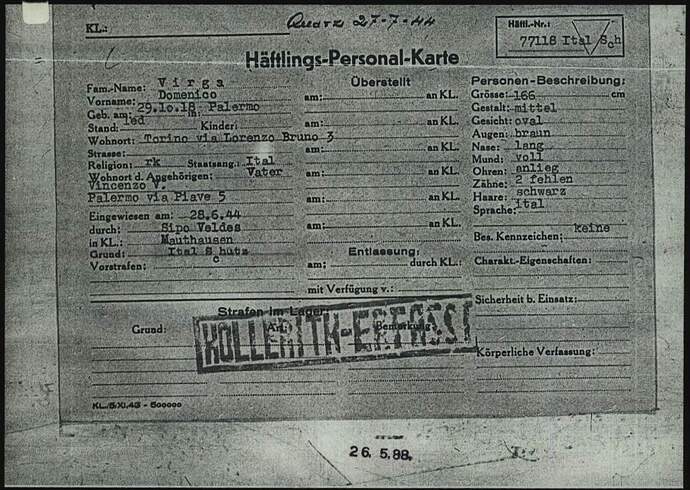 KL.: Quarz 27-7-44
Häftl.-Nr.:
77118 Ital Sch
Häftlings-Personal-Karte
Fam.-Name: Virga
Vorname: Domenico
Geb. am: 29.10.18 in: Palermo
Stand: led Kinder:
Wohnort: Torino via Lorenzo Bruno 3
Strasse:
Religion: rk Staatsang.: Ital
Wohnort d. Angehörigen: Vater
Vincenzo V.
Palermo via Piave 5
Eingewiesen am: 28.6.44
durch: Sipo Veldes
in KL.: Mauthausen
Grund: Ital Schutz
Vorstrafen:
Überstellt
am: an KL.
am: an KL.
am: an KL.
am: an KL.
am: an KL.
am: an KL.
Entlassung:
am: durch KL.:
mit Verfügung v.:
Personen-Beschreibung:
Grösse: 166 cm
Gestalt: mittel
Gesicht: oval
Augen: braun
Nase: lang
Mund: voll
Ohren: anlieg
Zähne: 2 fehlen
Haare: schwarz
Sprache: ital
Bes. Kennzeichen: keine
Charakt.-Eigenschaften:
Sicherheit b. Einsatz:
Körperliche Verfassung:
Strafen im Lager:
Grund: Art: Bemerkung:
HOLLERITH-ERFASST
KL/5/XI.43 - 500000
26. 5. 88.